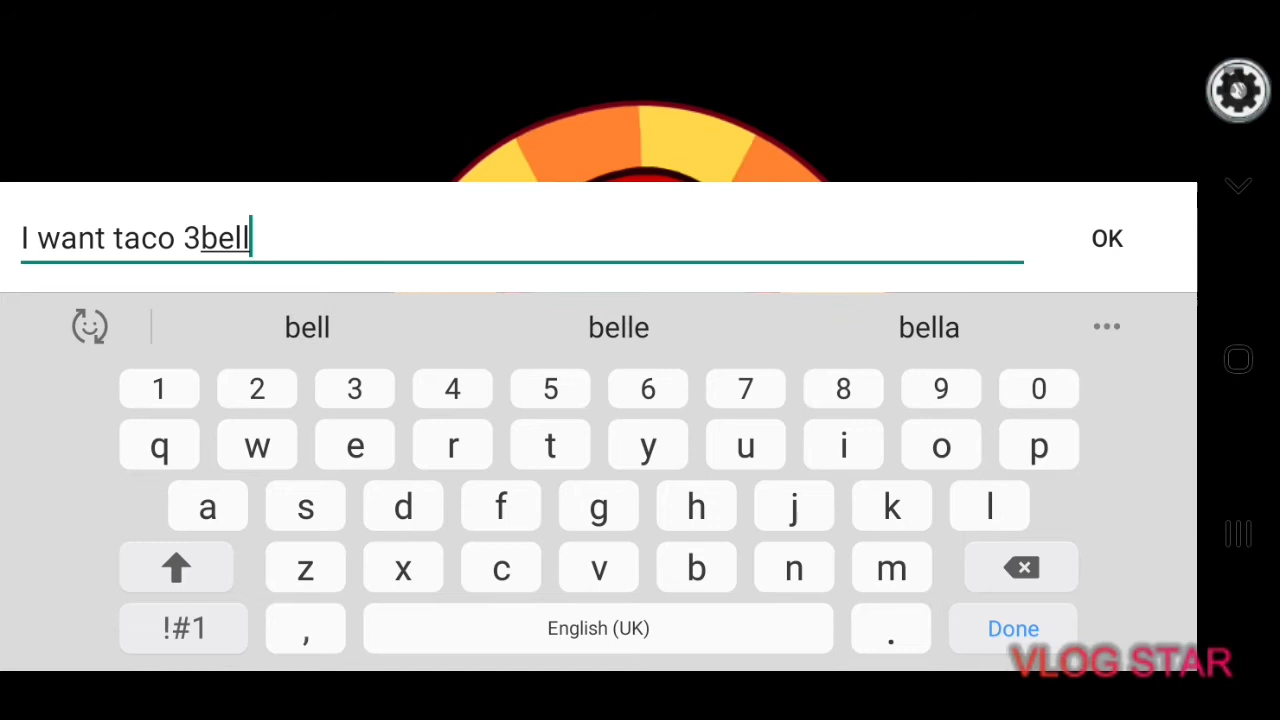 I want taco 3bell
OK
bell belle bella
1 2 3 4 5 6 7 8 9 0
q w e r t y u i o p
a s d f g h j k l
z x c v b n m
!#1 , English (UK) . Done
VLOG STAR